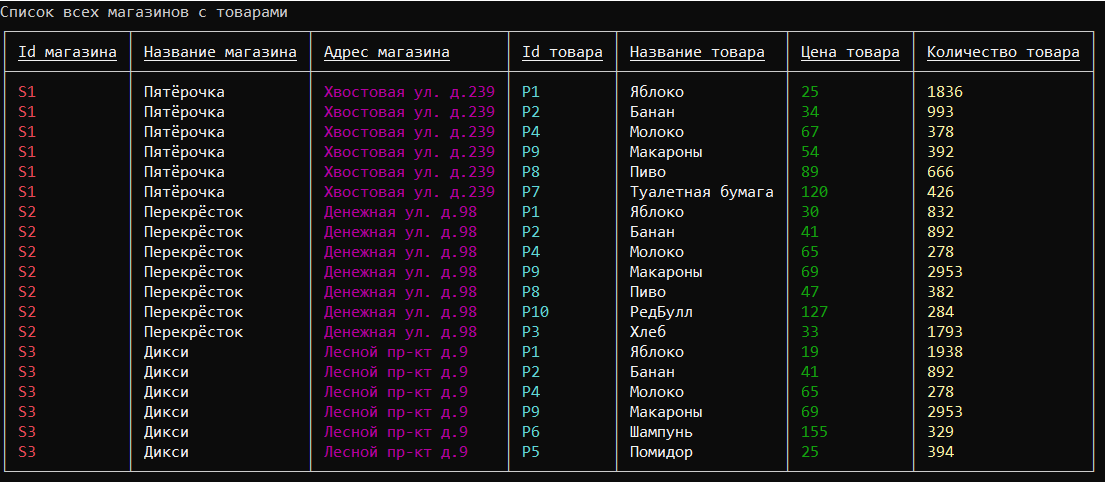 Список всех магазинов с товарами
Id магазина Название магазина Адрес магазина Id товара Название товара Цена товара Количество товара
S1 Пятёрочка Хвостовая ул. д.239 P1 Яблоко 25 1836
S1 Пятёрочка Хвостовая ул. д.239 P2 Банан 34 993
S1 Пятёрочка Хвостовая ул. д.239 P4 Молоко 67 378
S1 Пятёрочка Хвостовая ул. д.239 P9 Макароны 54 392
S1 Пятёрочка Хвостовая ул. д.239 P8 Пиво 89 666
S1 Пятёрочка Хвостовая ул. д.239 P7 Туалетная бумага 120 426
S2 Перекрёсток Денежная ул. д.98 P1 Яблоко 30 832
S2 Перекрёсток Денежная ул. д.98 P2 Банан 41 892
S2 Перекрёсток Денежная ул. д.98 P4 Молоко 65 278
S2 Перекрёсток Денежная ул. д.98 P9 Макароны 69 2953
S2 Перекрёсток Денежная ул. д.98 P8 Пиво 47 382
S2 Перекрёсток Денежная ул. д.98 P10 РедБулл 127 284
S2 Перекрёсток Денежная ул. д.98 P3 Хлеб 33 1793
S3 Дикси Лесной пр-кт д.9 P1 Яблоко 19 1938
S3 Дикси Лесной пр-кт д.9 P2 Банан 41 892
S3 Дикси Лесной пр-кт д.9 P4 Молоко 65 278
S3 Дикси Лесной пр-кт д.9 P9 Макароны 69 2953
S3 Дикси Лесной пр-кт д.9 P6 Шампунь 155 329
S3 Дикси Лесной пр-кт д.9 P5 Помидор 25 394